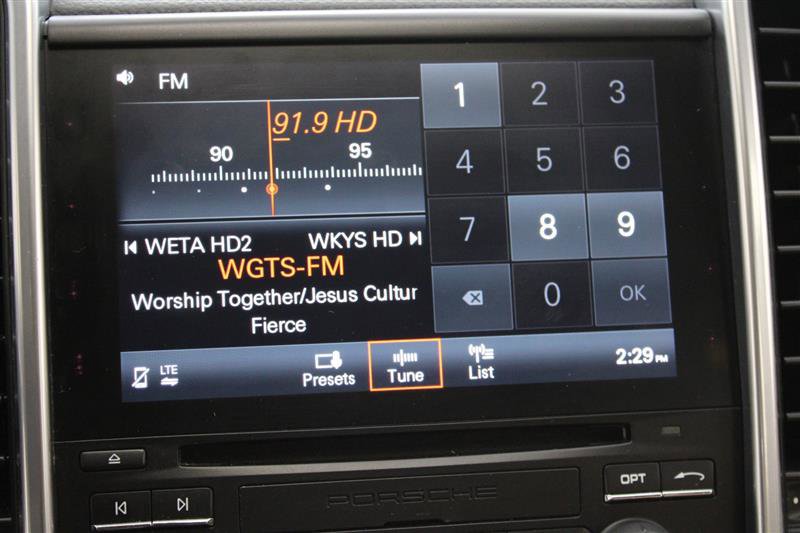 FM
91.9 HD
90 95
WETA HD2 WKYS HD
WGTS-FM
Worship Together/Jesus Cultur
Fierce
1 2 3
4 5 6
7 8 9
0 OK
LTE
Presets
Tune
List
2:29 PM
OPT
PORSCHE